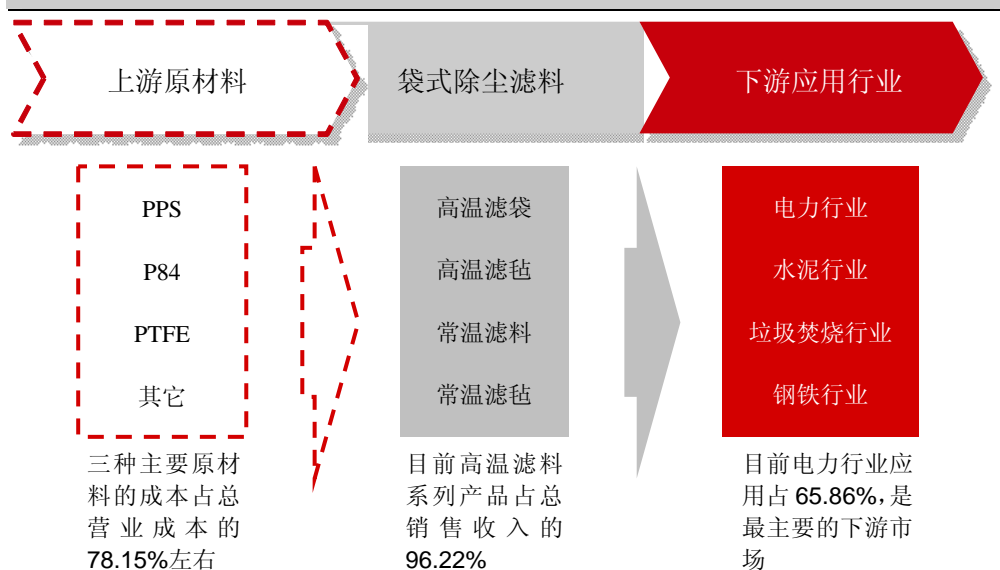 上游原材料
袋式除尘滤料
下游应用行业
PPS
P84
PTFE
其它
三种主要原材
料的成本占总
营业成本的
78.15%左右
高温滤袋
高温滤毡
常温滤料
常温滤毡
目前高温滤料
系列产品占总
销售收入的
96.22%
电力行业
水泥行业
垃圾焚烧行业
钢铁行业
目前电力行业应
用占 65.86%,是
最主要的下游市
场